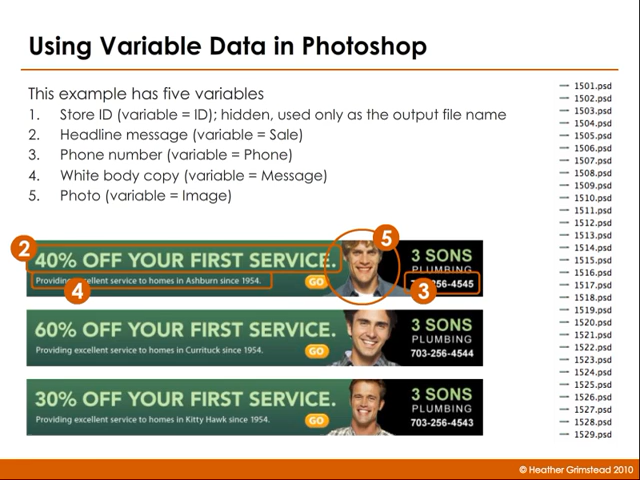 Using Variable Data in Photoshop
This example has five variables
1. Store ID (variable = ID); hidden, used only as the output file name
2. Headline message (variable = Sale)
3. Phone number (variable = Phone)
4. White body copy (variable = Message)
5. Photo (variable = Image)
2
40% OFF YOUR FIRST SERVICE.
Providing excellent service to homes in Ashburn since 1954.
4
GO
5
3 SONS
PLUMBING
256-4545
3
60% OFF YOUR FIRST SERVICE.
Providing excellent service to homes in Currituck since 1954.
GO
3 SONS
PLUMBING
703-256-4544
30% OFF YOUR FIRST SERVICE.
Providing excellent service to homes in Kitty Hawk since 1954.
GO
3 SONS
PLUMBING
703-256-4543
1501.psd
1502.psd
1503.psd
1504.psd
1505.psd
1506.psd
1507.psd
1508.psd
1509.psd
1510.psd
1511.psd
1512.psd
1513.psd
1514.psd
1515.psd
1516.psd
1517.psd
1518.psd
1519.psd
1520.psd
1521.psd
1522.psd
1523.psd
1524.psd
1525.psd
1526.psd
1527.psd
1528.psd
1529.psd
© Heather Grimstead 2010